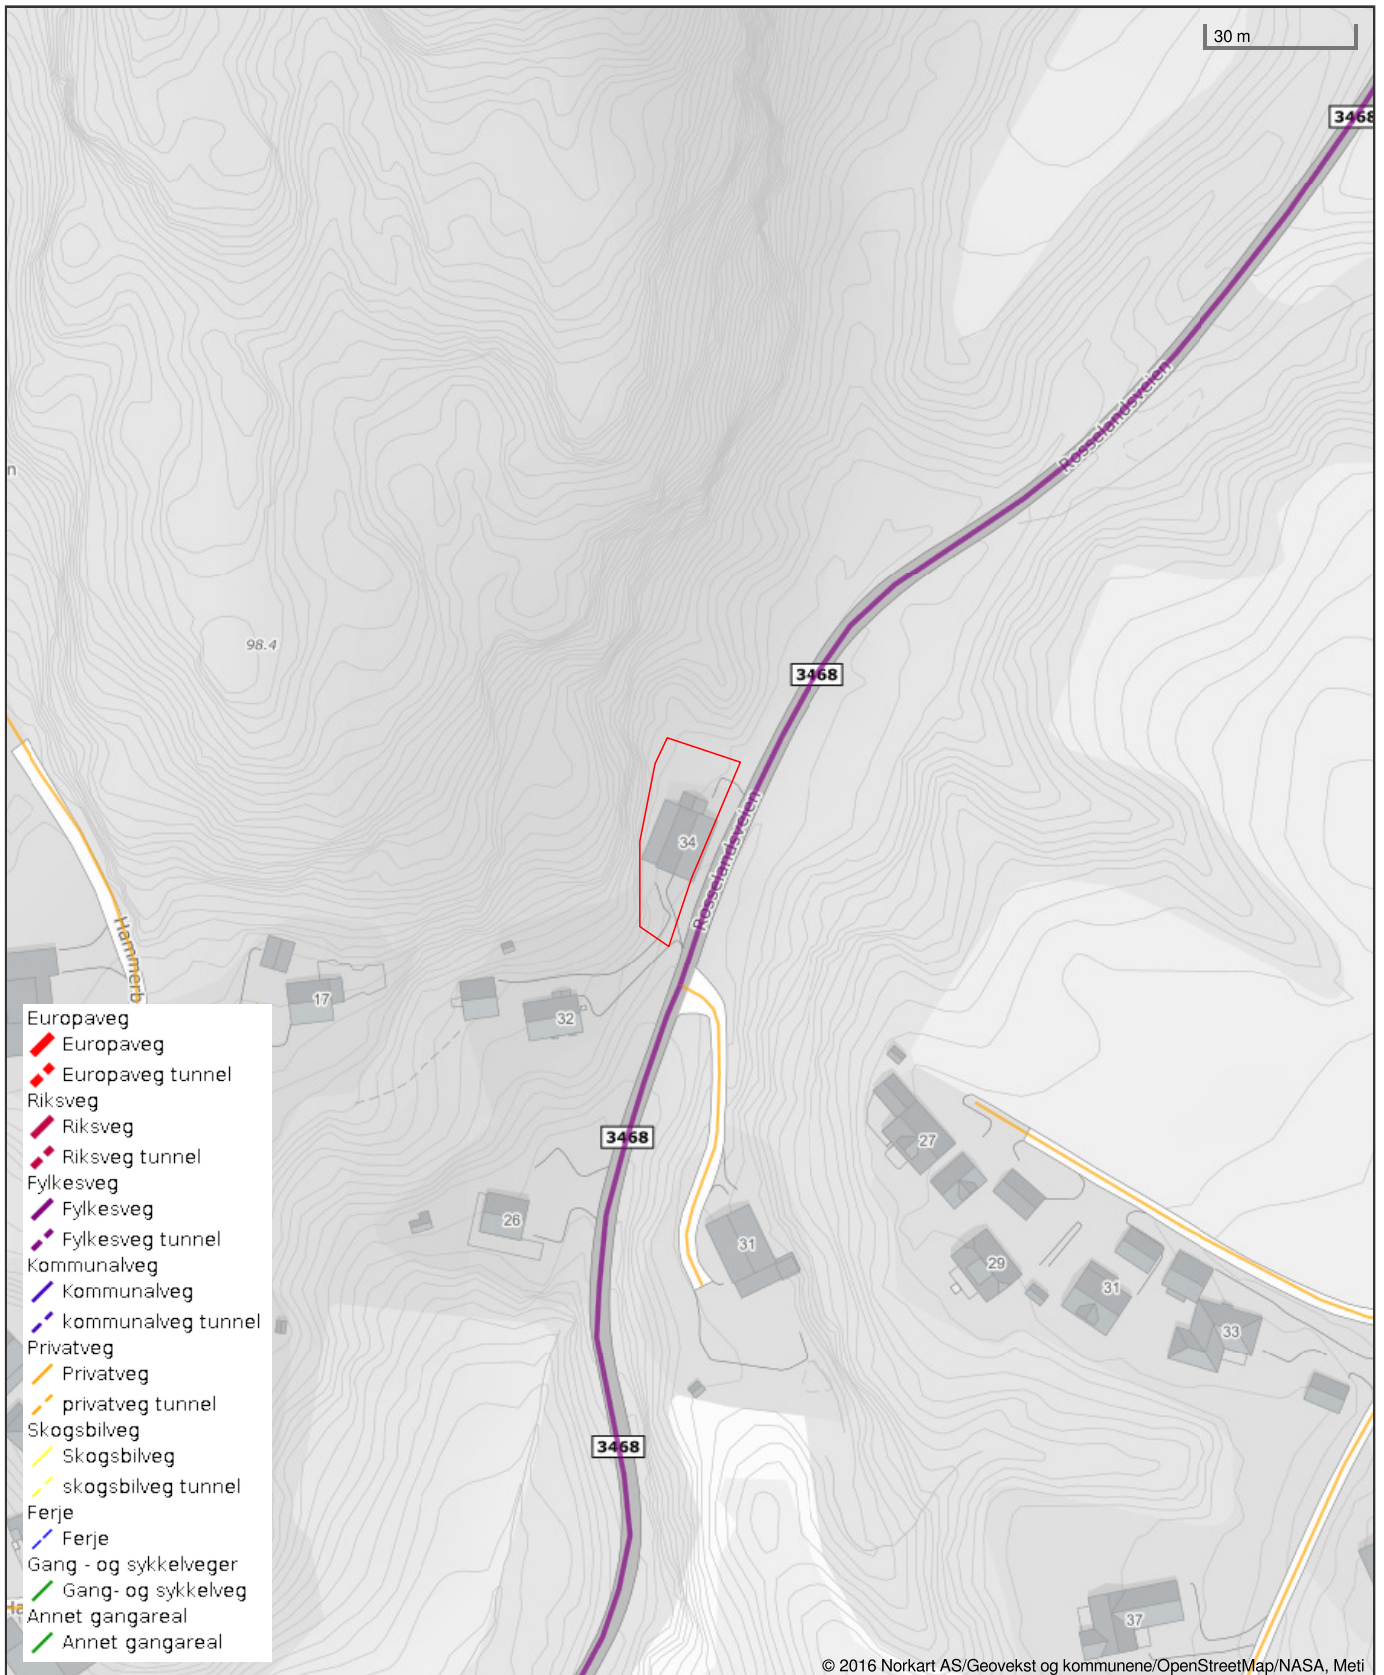 30 m
3468
Rosselandsveien
98.4
3468
34
Rosselandsveien
Hammerb
17
32
3468
27
26
31
29
31
33
3468
37
Europaveg
Europaveg
Europaveg tunnel
Riksveg
Riksveg
Riksveg tunnel
Fylkesveg
Fylkesveg
Fylkesveg tunnel
Kommunalveg
Kommunalveg
kommunalveg tunnel
Privatveg
Privatveg
privatveg tunnel
Skogsbilveg
Skogsbilveg
skogsbilveg tunnel
Ferje
Ferje
Gang - og sykkelveger
Gang- og sykkelveg
Annet gangareal
Annet gangareal
© 2016 Norkart AS/Geovekst og kommunene/OpenStreetMap/NASA, Meti